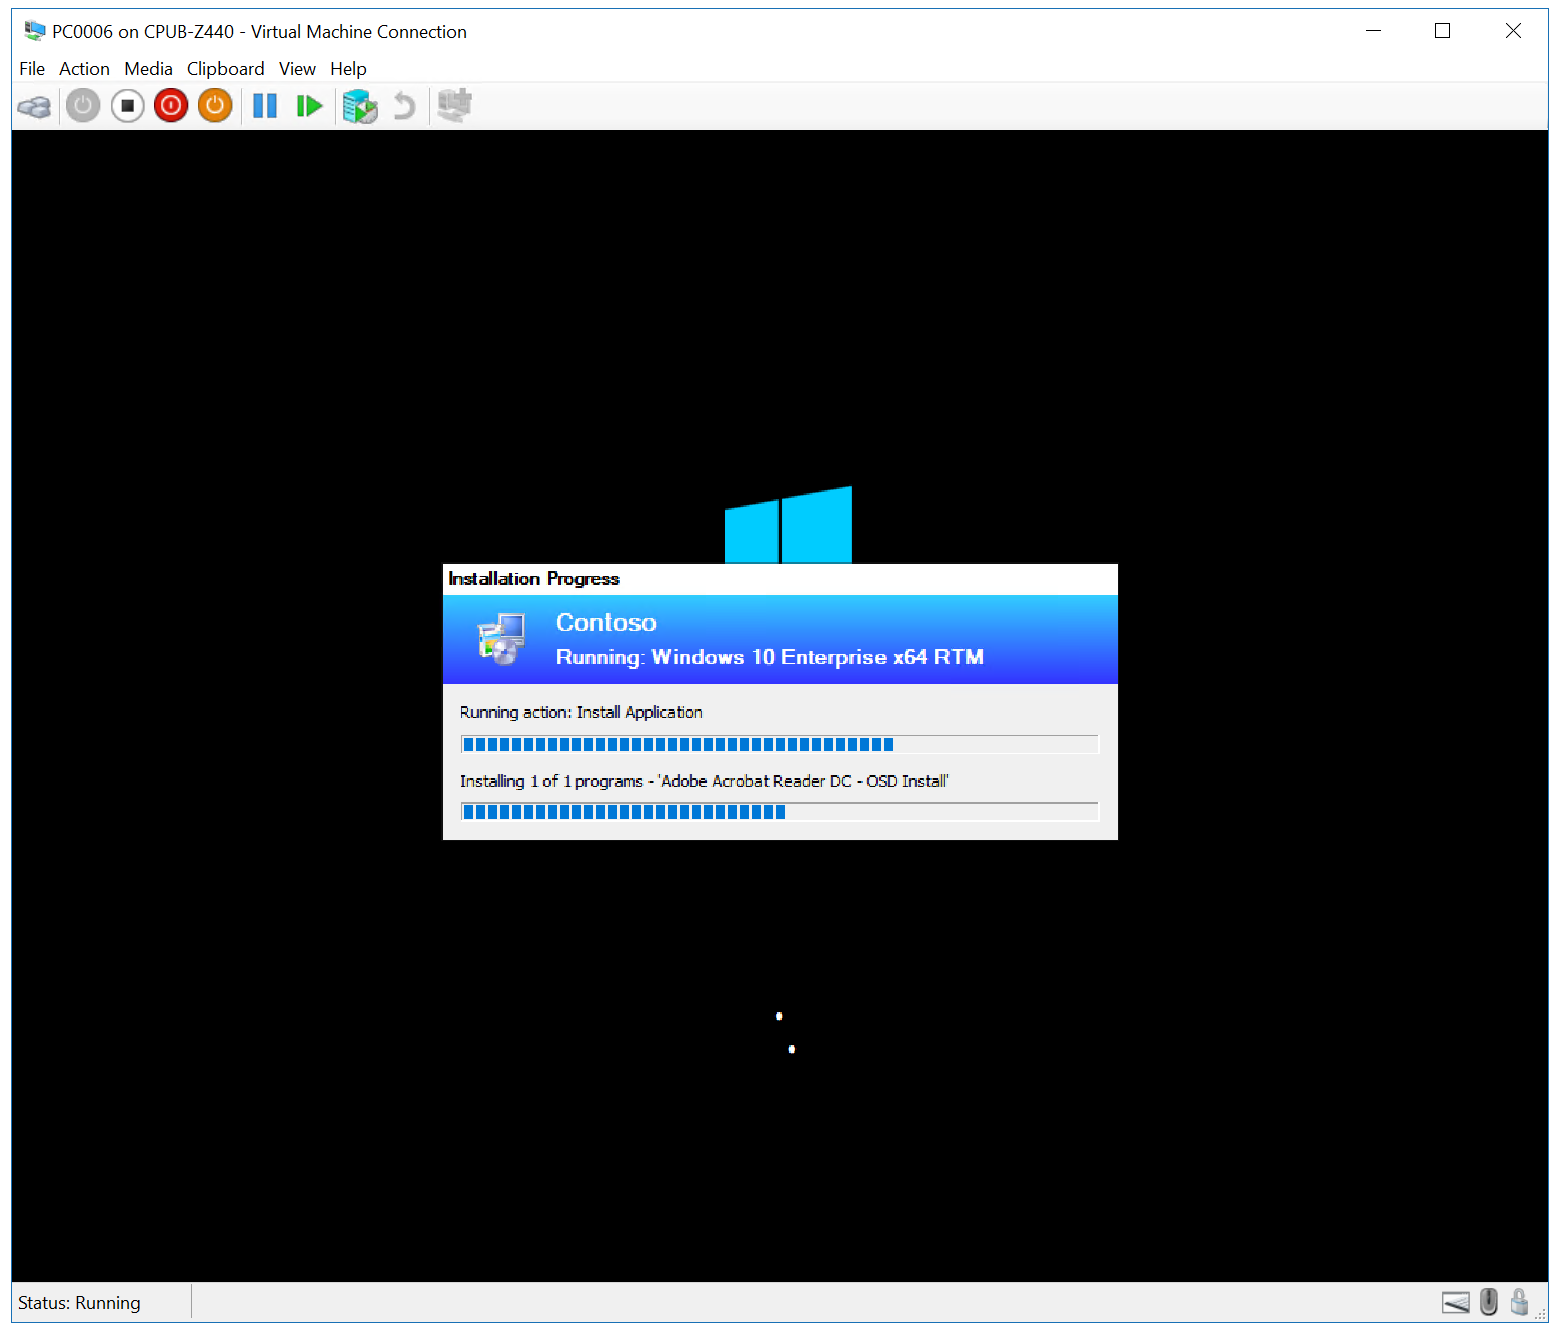 PC0006 on CPUB-Z440 - Virtual Machine Connection
File Action Media Clipboard View Help
Installation Progress
Contoso
Running: Windows 10 Enterprise x64 RTM
Running action: Install Application
Installing 1 of 1 programs - 'Adobe Acrobat Reader DC - OSD Install'
Status: Running